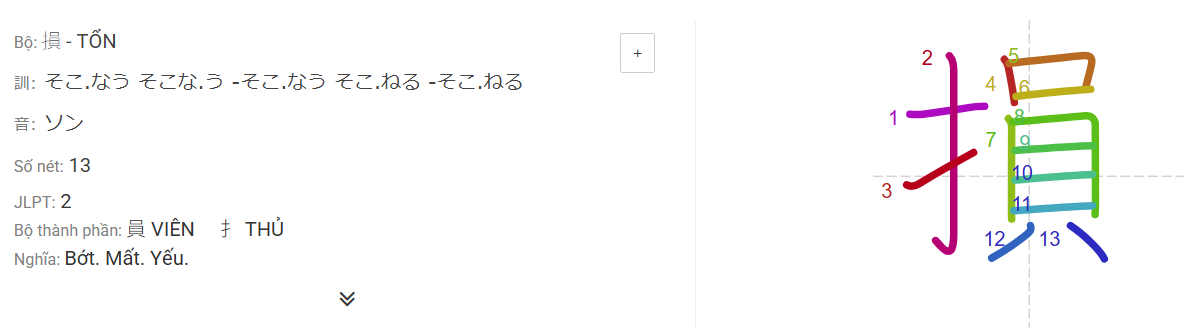 Bộ: 損 - TỔN
+
訓: そこ.なう そこな.う -そこ.なう そこ.ねる -そこ.ねる
音: ソン
Số nét: 13
JLPT: 2
Bộ thành phần: 員 VIÊN 扌 THỦ
Nghĩa: Bớt. Mất. Yếu.
損
1
2
3
4
5
6
7
8
9
10
11
12
13